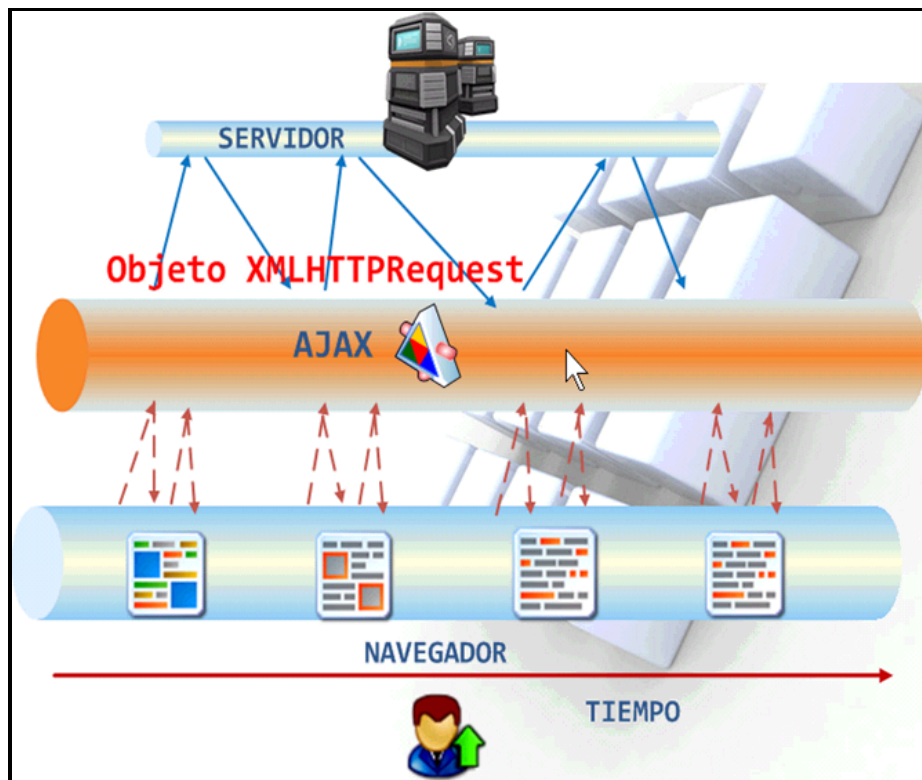 SERVIDOR
Objeto XMLHTTPRequest
AJAX
NAVEGADOR
TIEMPO